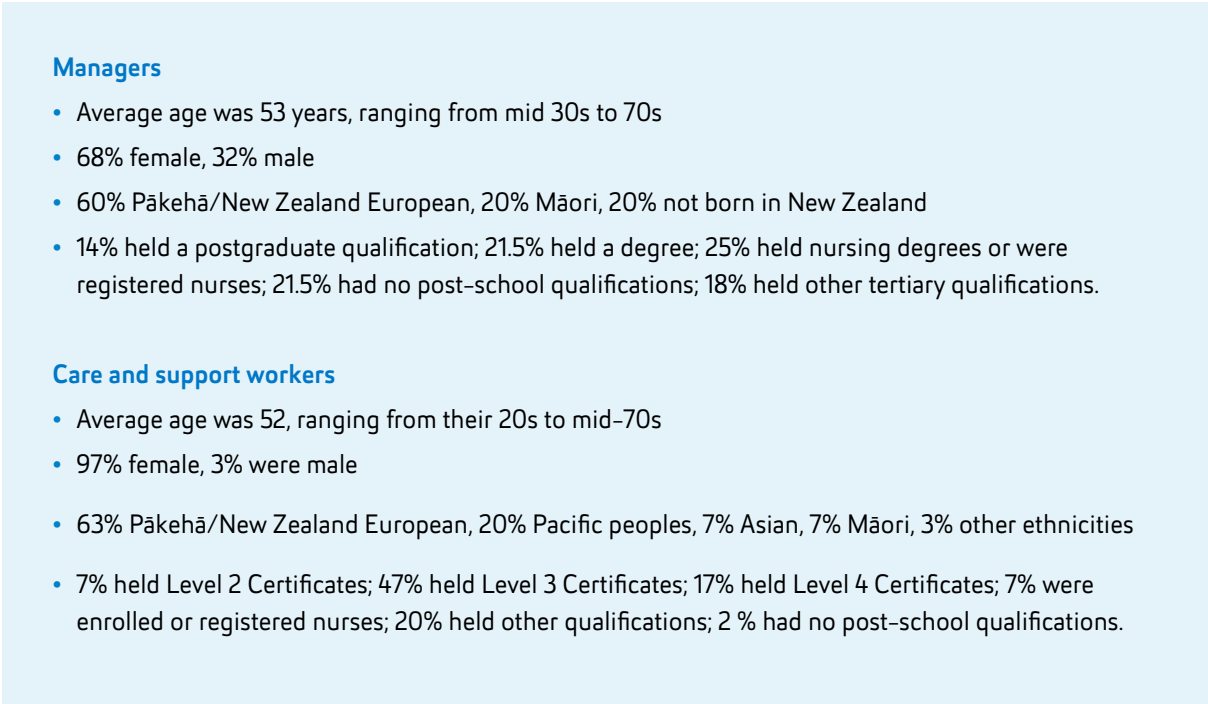 Managers
• Average age was 53 years, ranging from mid 30s to 70s
• 68% female, 32% male
• 60% Pākehā/New Zealand European, 20% Māori, 20% not born in New Zealand
• 14% held a postgraduate qualification; 21.5% held a degree; 25% held nursing degrees or were
registered nurses; 21.5% had no post-school qualifications; 18% held other tertiary qualifications.
Care and support workers
• Average age was 52, ranging from their 20s to mid-70s
• 97% female, 3% were male
• 63% Pākehā/New Zealand European, 20% Pacific peoples, 7% Asian, 7% Māori, 3% other ethnicities
• 7% held Level 2 Certificates; 47% held Level 3 Certificates; 17% held Level 4 Certificates; 7% were
enrolled or registered nurses; 20% held other qualifications; 2 % had no post-school qualifications.